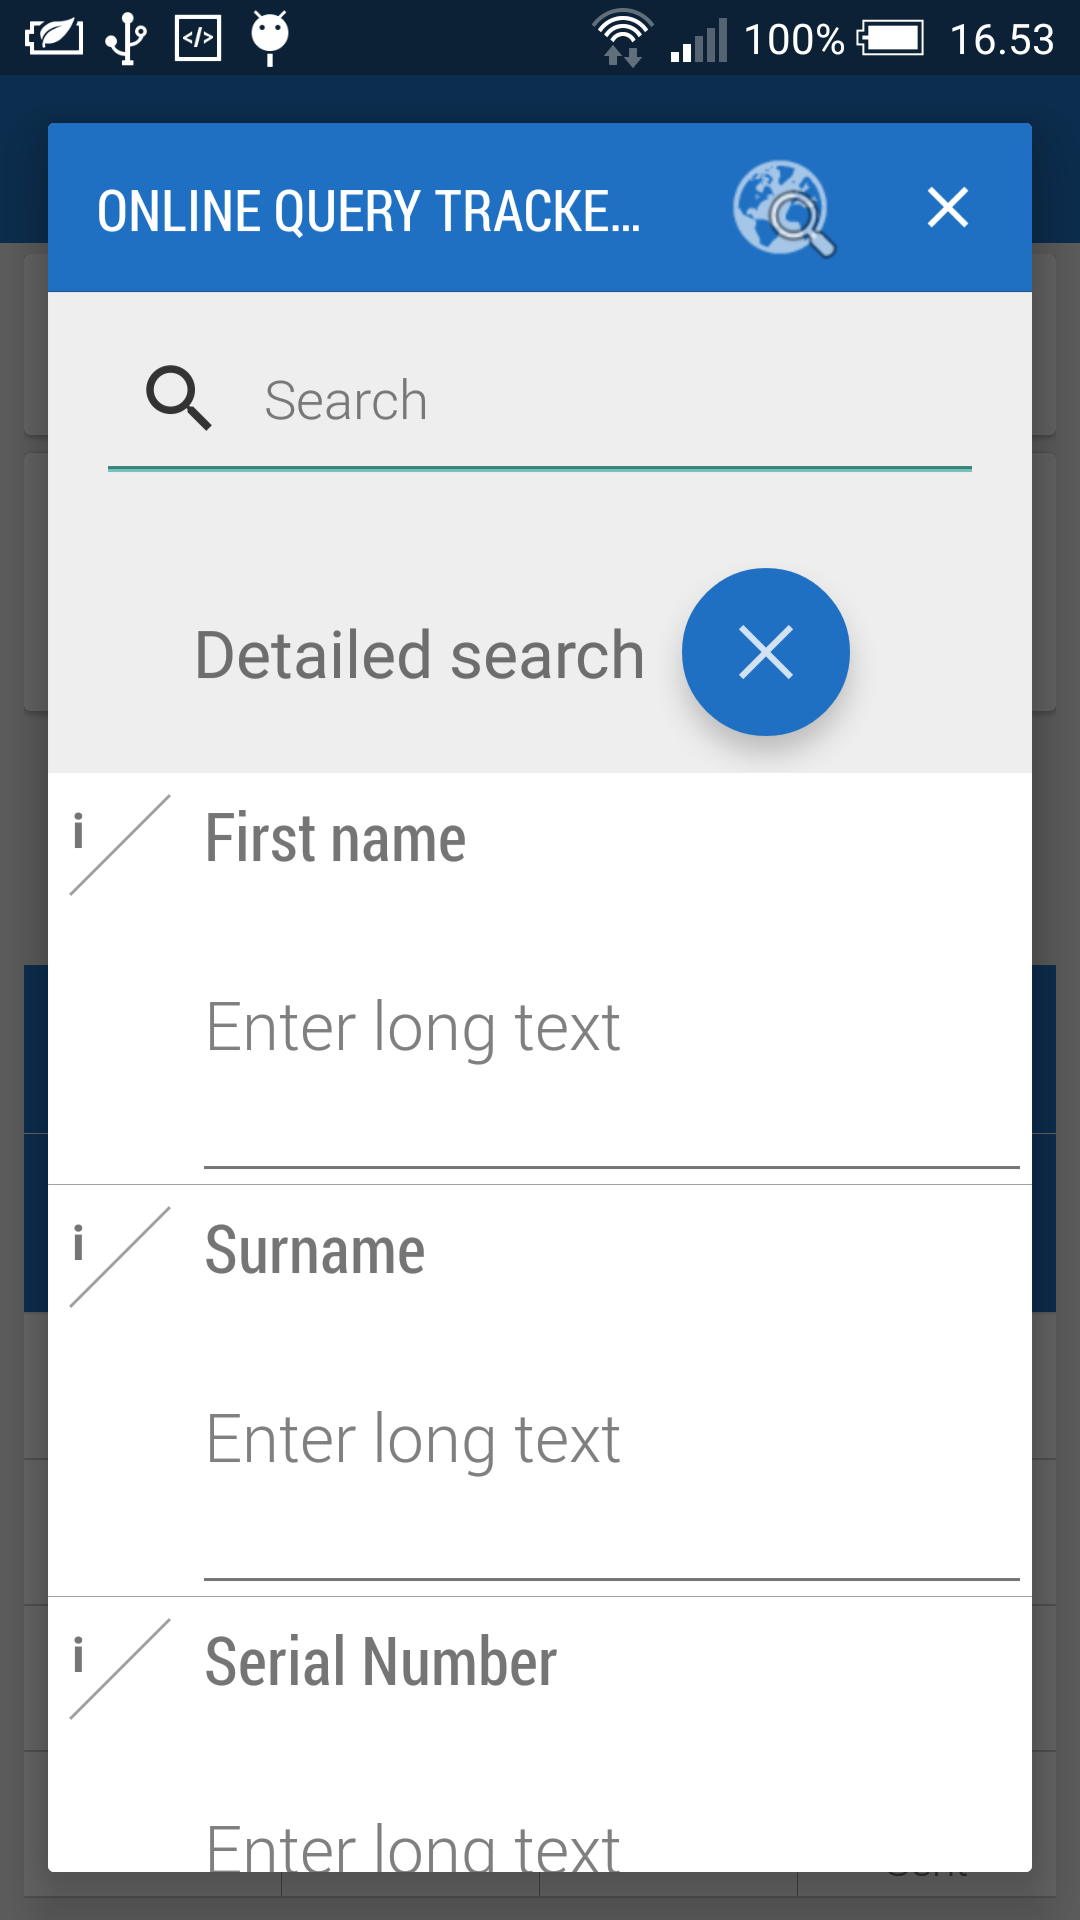 100% 16.53
ONLINE QUERY TRACKE...
Search
Detailed search
i First name
Enter long text
i Surname
Enter long text
i Serial Number
Enter long text